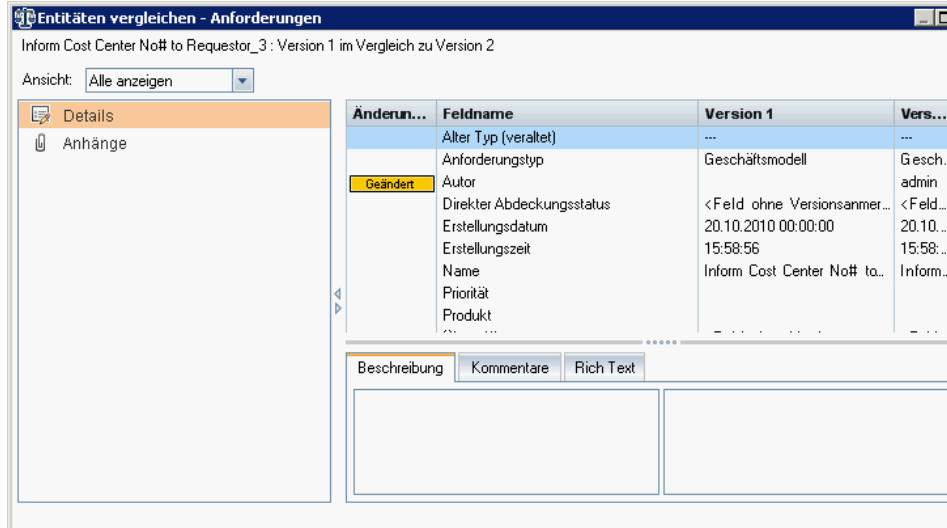 Entitäten vergleichen - Anforderungen
Inform Cost Center No# to Requestor_3 : Version 1 im Vergleich zu Version 2
Ansicht: Alle anzeigen
Details
Anhänge
Änderun... Feldname Version 1 Vers...
Alter Typ (veraltet) --- ---
Anforderungstyp Geschäftsmodell Gesch.
Geändert Autor admin
Direkter Abdeckungsstatus <Feld ohne Versionsanmer... <Feld...
Erstellungsdatum 20.10.2010 00:00:00 20.10...
Erstellungszeit 15:58:56 15:58:..
Name Inform Cost Center No# to... Inform..
Priorität
Produkt
Beschreibung Kommentare Rich Text